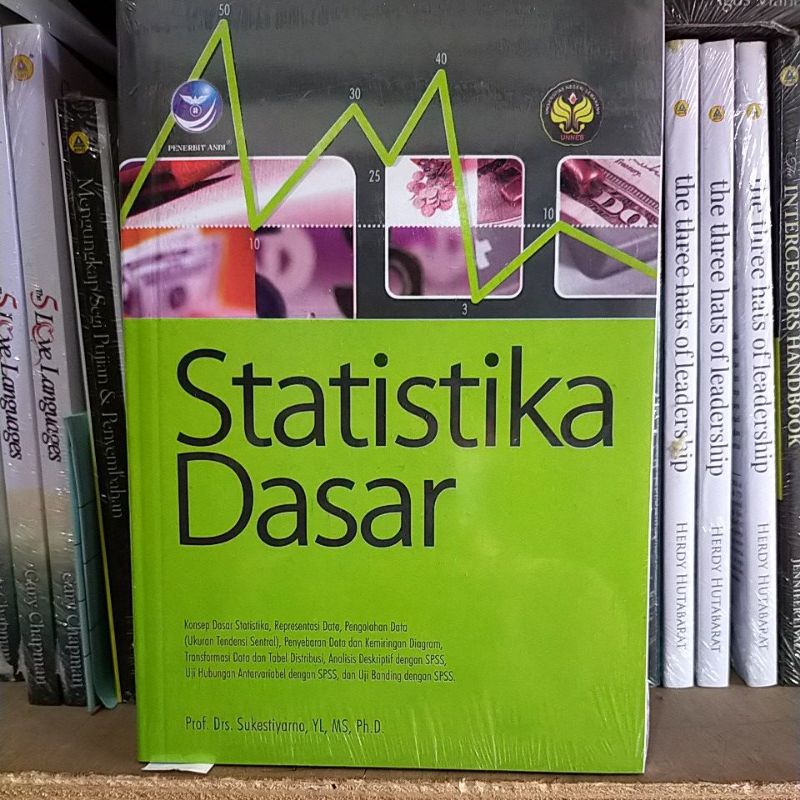 50
40
30
25
10
10
3
PENERBIT ANDI
UNNES
Statistika
Dasar
Konsep Dasar Statistika, Representasi Data, Pengolahan Data
(Ukuran Tendensi Sentral), Penyebaran Data dan Kemiringan Diagram,
Transformasi Data dan Tabel Distribusi, Analisis Deskriptif dengan SPSS,
Uji Hubungan Antarvariabel dengan SPSS, dan Uji Banding dengan SPSS.
Prof. Drs. Sukestiyarno, YL, MS, Ph.D.
Love Languages
Gary Chapman
Love Languages
Gary Chapman
Mengungkap Segi Pujian & Penyembahan
the three hats of leadership
HERDY HUTABARAT
the three hats of leadership
HERDY HUTABARAT
the three hats of leadership
HERDY HUTABARAT
INTERCESSORS HANDBOOK